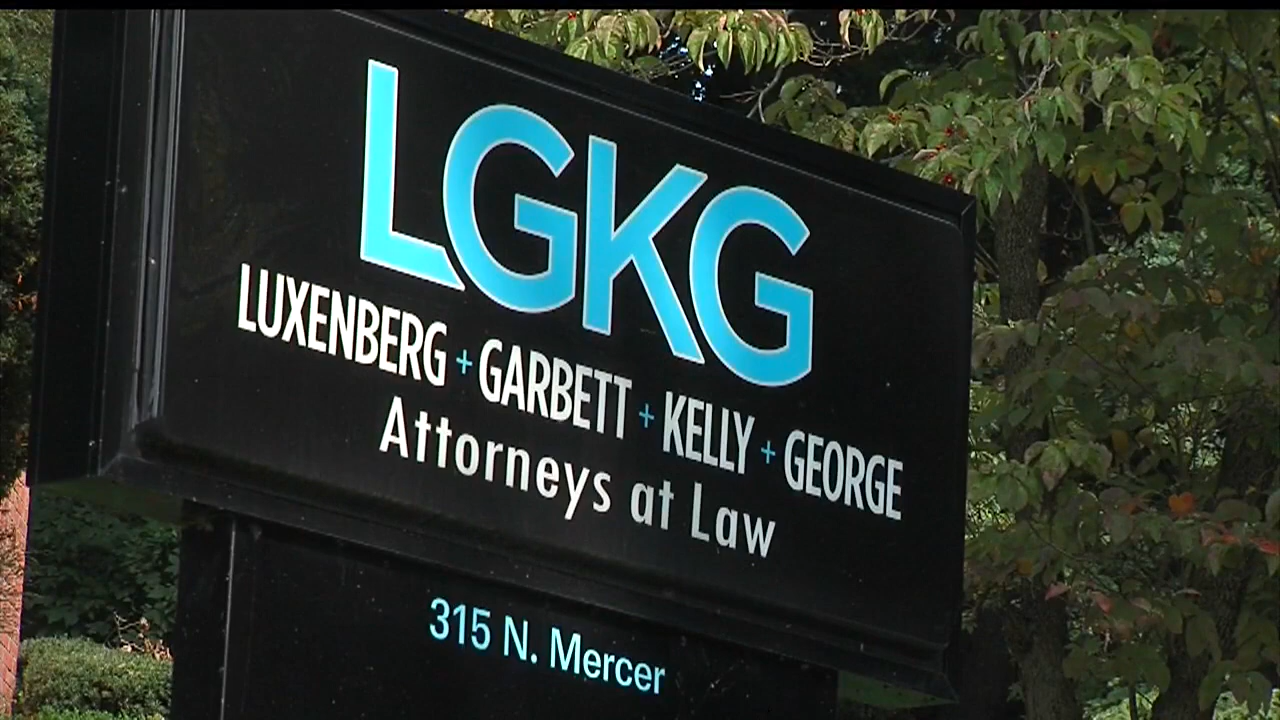 LGKG
LUXENBERG + GARBETT + KELLY + GEORGE
Attorneys at Law
315 N. Mercer